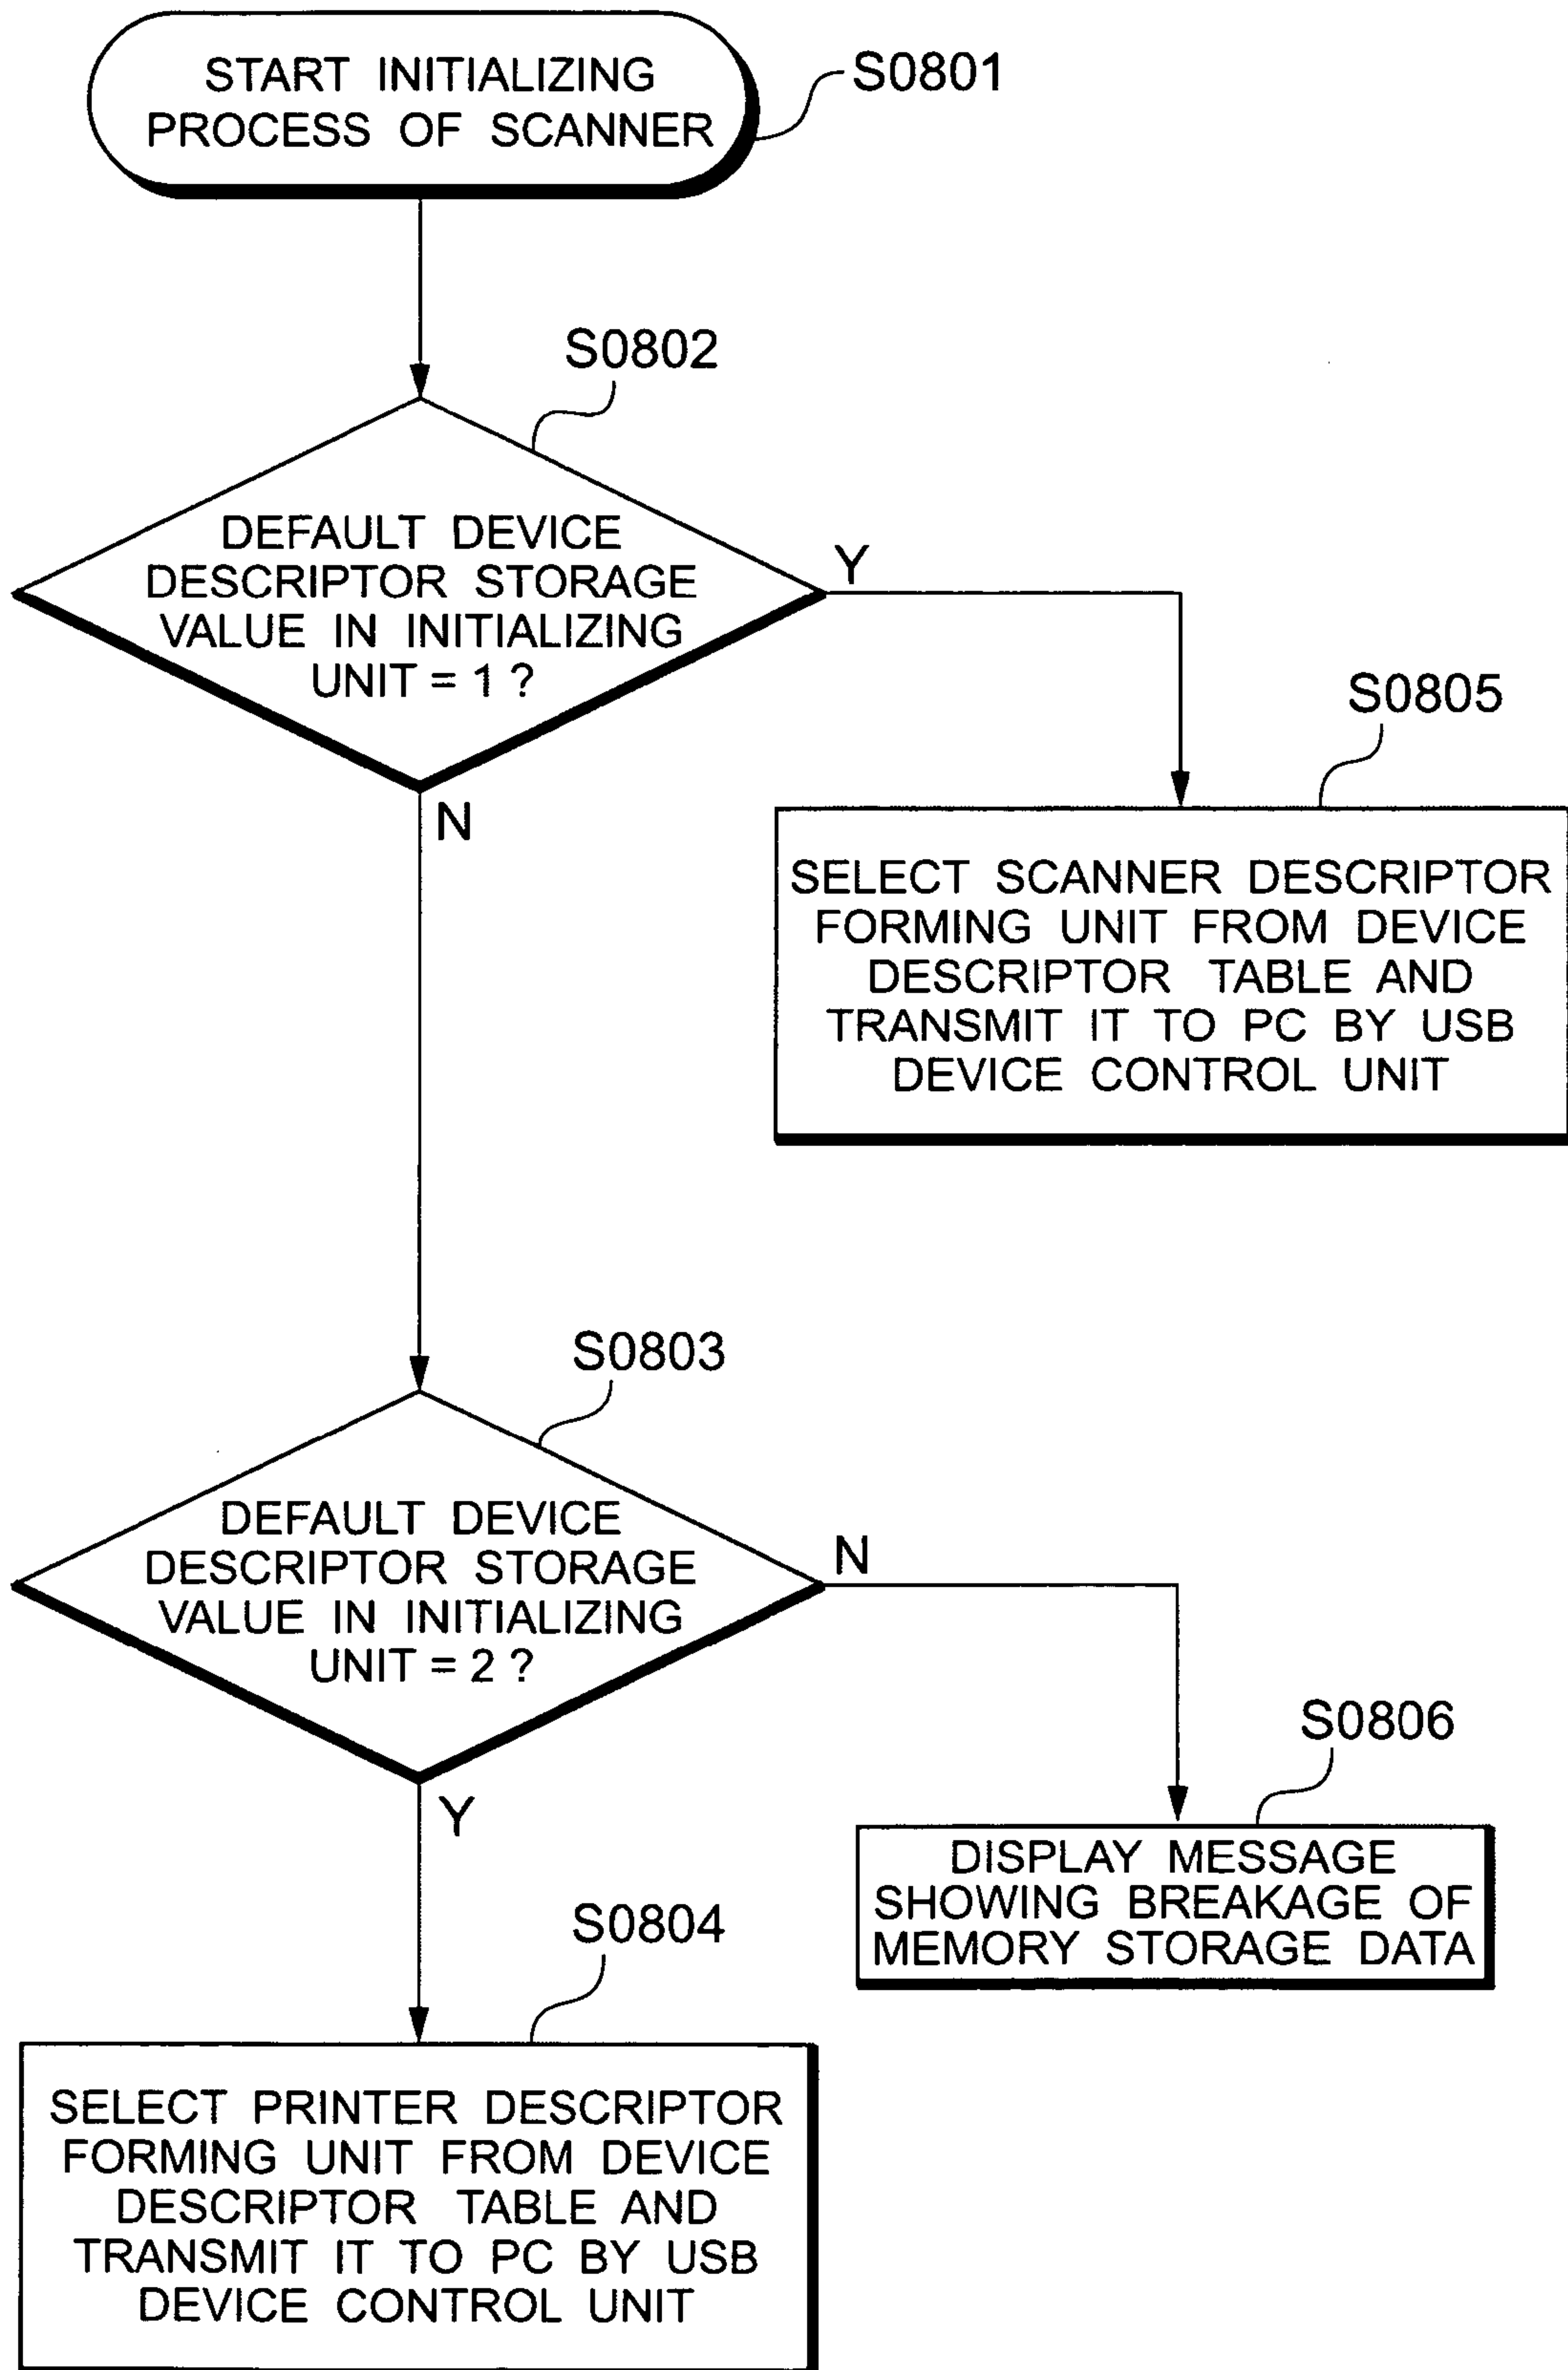 START INITIALIZING
PROCESS OF SCANNER
S0801
S0802
DEFAULT DEVICE
DESCRIPTOR STORAGE
VALUE IN INITIALIZING
UNIT = 1 ?
Y
N
S0805
SELECT SCANNER DESCRIPTOR
FORMING UNIT FROM DEVICE
DESCRIPTOR TABLE AND
TRANSMIT IT TO PC BY USB
DEVICE CONTROL UNIT
S0803
DEFAULT DEVICE
DESCRIPTOR STORAGE
VALUE IN INITIALIZING
UNIT = 2 ?
N
Y
S0806
DISPLAY MESSAGE
SHOWING BREAKAGE OF
MEMORY STORAGE DATA
S0804
SELECT PRINTER DESCRIPTOR
FORMING UNIT FROM DEVICE
DESCRIPTOR TABLE AND
TRANSMIT IT TO PC BY USB
DEVICE CONTROL UNIT